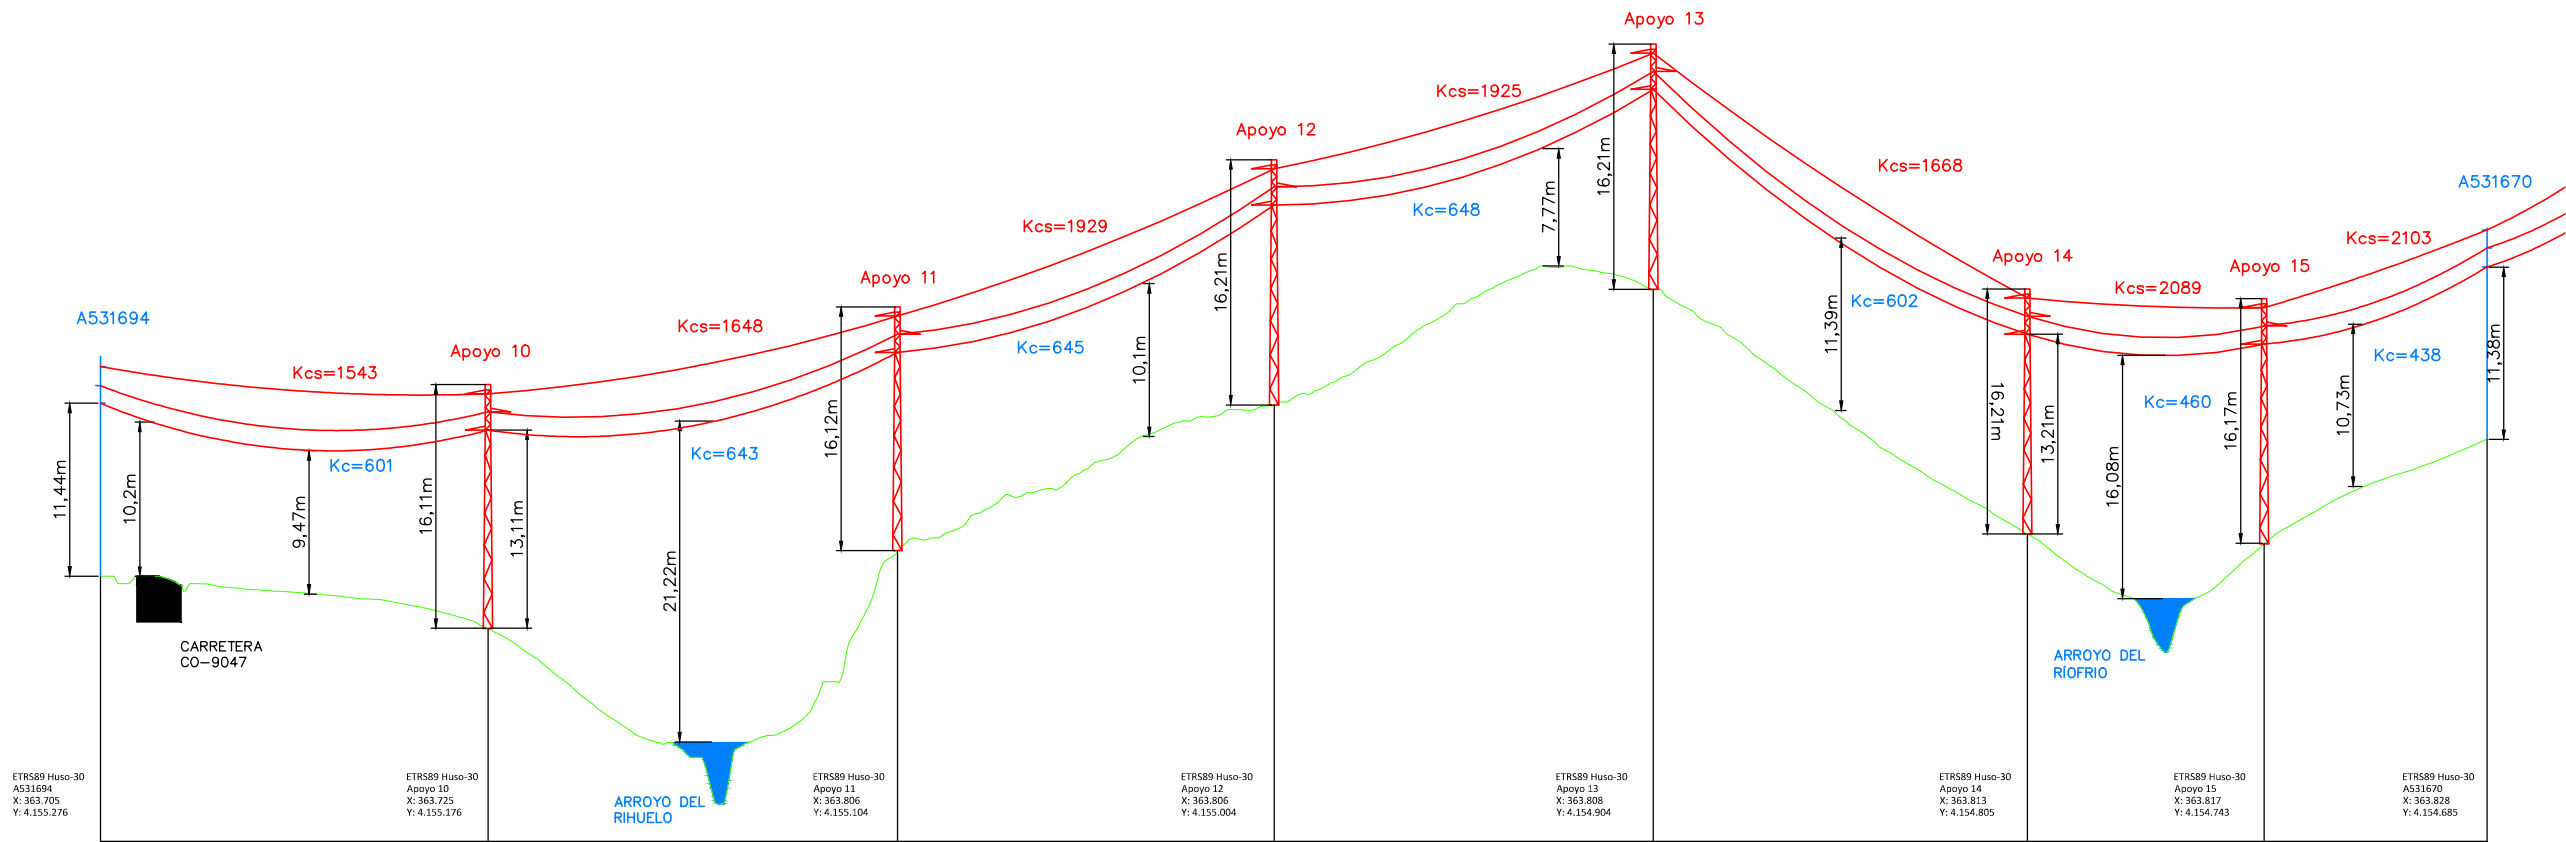 Apoyo 13
Kcs=1925
Apoyo 12
16,21m
Kcs=1668
A531670
7,77m
Kc=648
Kcs=1929
16,21m
Kcs=2103
Apoyo 14
Apoyo 15
Apoyo 11
Kcs=2089
11,39m
Kc=602
A531694
Kcs=1648
Kc=645
10,1m
Apoyo 10
Kcs=1543
Kc=438
11,38m
Kc=460
16,21m
13,21m
16,08m
16,17m
10,73m
16,12m
Kc=643
Kc=601
11,44m
10,2m
9,47m
16,11m
13,11m
21,22m
CARRETERA
CO-9047
ARROYO DEL
RÍOFRIO
ARROYO DEL
RIHUELO
ETRS89 Huso-30
A531694
X: 363.705
Y: 4.155.276
ETRS89 Huso-30
Apoyo 10
X: 363.725
Y: 4.155.176
ETRS89 Huso-30
Apoyo 11
X: 363.806
Y: 4.155.104
ETRS89 Huso-30
Apoyo 12
X: 363.806
Y: 4.155.004
ETRS89 Huso-30
Apoyo 13
X: 363.808
Y: 4.154.904
ETRS89 Huso-30
Apoyo 14
X: 363.813
Y: 4.154.805
ETRS89 Huso-30
Apoyo 15
X: 363.817
Y: 4.154.743
ETRS89 Huso-30
A531670
X: 363.828
Y: 4.154.685